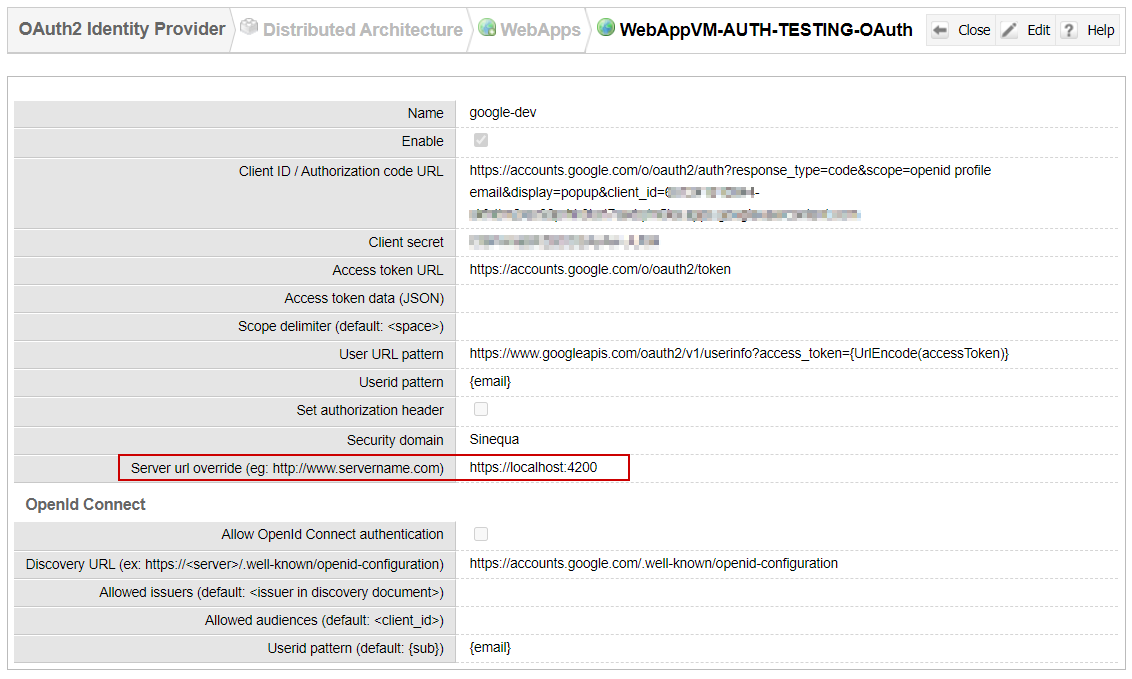 OAuth2 Identity Provider Distributed Architecture WebApps WebAppVM-AUTH-TESTING-OAuth Close Edit Help
Name google-dev
Enable
Client ID / Authorization code URL https://accounts.google.com/o/oauth2/auth?response_type=code&scope=openid profile
email&display=popup&client_id=
Client secret
Access token URL https://accounts.google.com/o/oauth2/token
Access token data (JSON)
Scope delimiter (default: <space>)
User URL pattern https://www.googleapis.com/oauth2/v1/userinfo?access_token={UrlEncode(accessToken)}
Userid pattern {email}
Set authorization header
Security domain Sinequa
Server url override (eg: http://www.servername.com) https://localhost:4200
OpenId Connect
Allow OpenId Connect authentication
Discovery URL (ex: https://<server>/.well-known/openid-configuration) https://accounts.google.com/.well-known/openid-configuration
Allowed issuers (default: <issuer in discovery document>)
Allowed audiences (default: <client_id>)
Userid pattern (default: {sub}) {email}